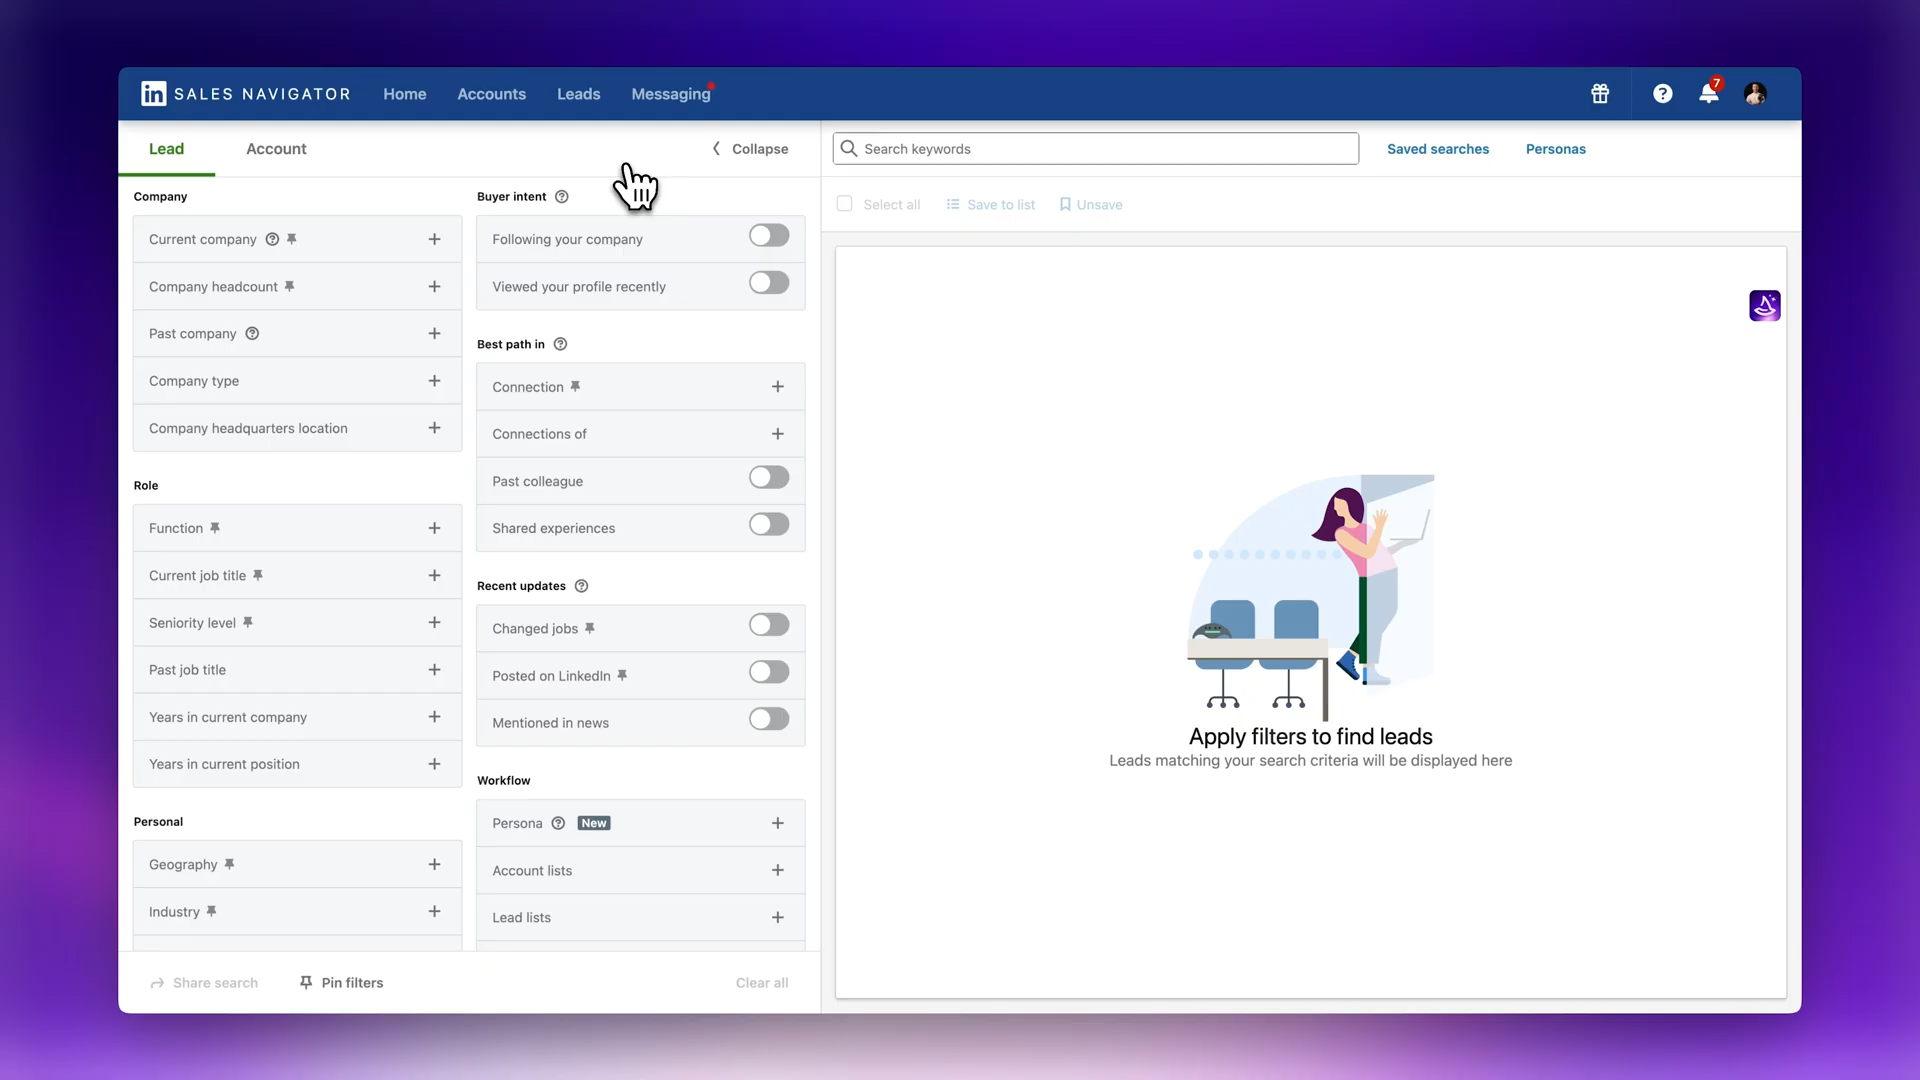 in SALES NAVIGATOR Home Accounts Leads Messaging 7
Lead Account Collapse
Search keywords Saved searches Personas
Select all Save to list Unsave
Company
Current company
Company headcount
Past company
Company type
Company headquarters location
Role
Function
Current job title
Seniority level
Past job title
Years in current company
Years in current position
Personal
Geography
Industry
Buyer intent
Following your company
Viewed your profile recently
Best path in
Connection
Connections of
Past colleague
Shared experiences
Recent updates
Changed jobs
Posted on LinkedIn
Mentioned in news
Workflow
Persona New
Account lists
Lead lists
Share search Pin filters Clear all
Apply filters to find leads
Leads matching your search criteria will be displayed here